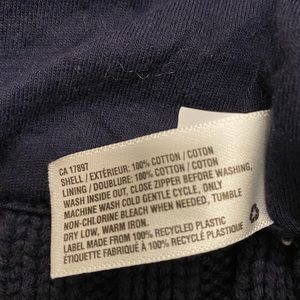 CA 17897
SHELL / EXTÉRIEUR: 100% COTTON / COTON
LINING / DOUBLURE: 100% COTTON / COTON
WASH INSIDE OUT. CLOSE ZIPPER BEFORE WASHING,
MACHINE WASH COLD GENTLE CYCLE, ONLY
NON-CHLORINE BLEACH WHEN NEEDED, TUMBLE
DRY LOW, WARM IRON.
LABEL MADE FROM 100% RECYCLED PLASTIC
ÉTIQUETTE FABRIQUÉ À 100% EN PLASTIQUE RECYCLÉ